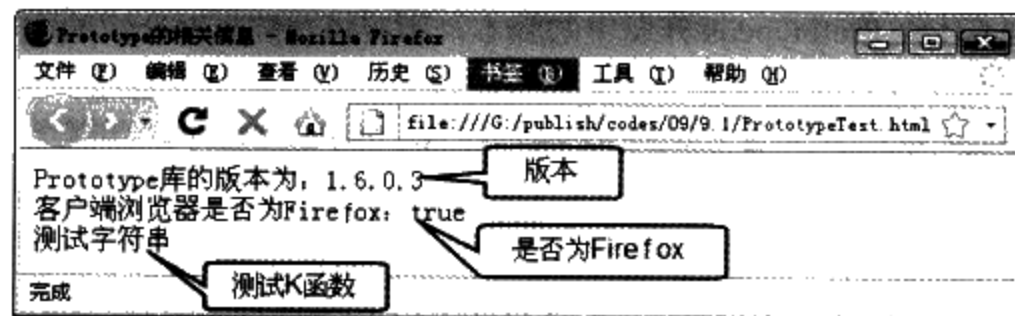 Prototype的相关信息 - Mozilla Firefox
文件 (F) 编辑 (E) 查看 (V) 历史 (S) 书签 (B) 工具 (T) 帮助 (H)
file:///G:/publish/codes/09/9.1/PrototypeTest.html
Prototype库的版本为：1.6.0.3
版本
客户端浏览器是否为Firefox：true
是否为Firefox
测试字符串
测试K函数
完成